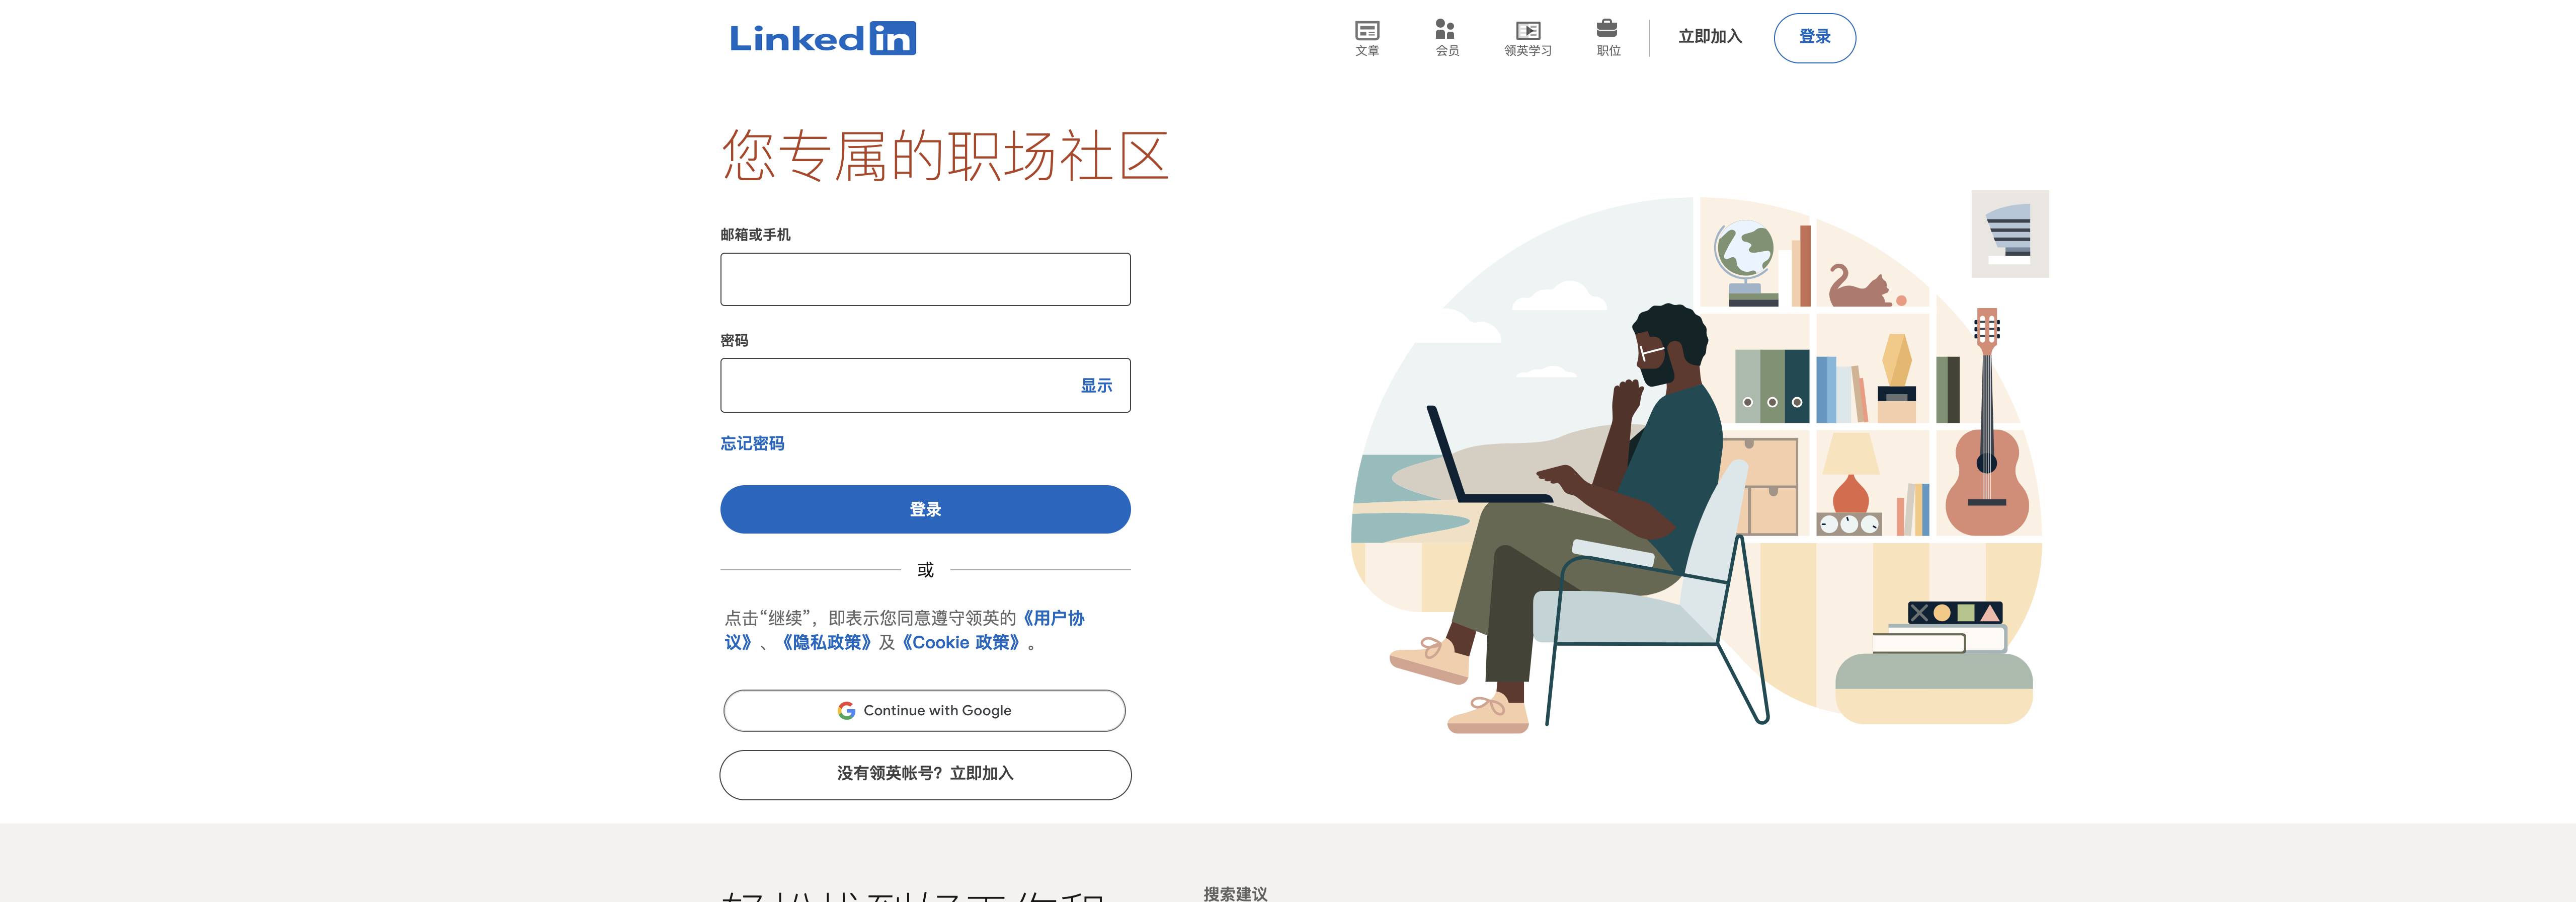 Linkedin
文章
会员
领英学习
职位
立即加入
登录
您专属的职场社区
邮箱或手机
密码
显示
忘记密码
登录
或
点击“继续”，即表示您同意遵守领英的《用户协
议》、《隐私政策》及《Cookie 政策》。
Continue with Google
没有领英帐号？立即加入
搜索建议